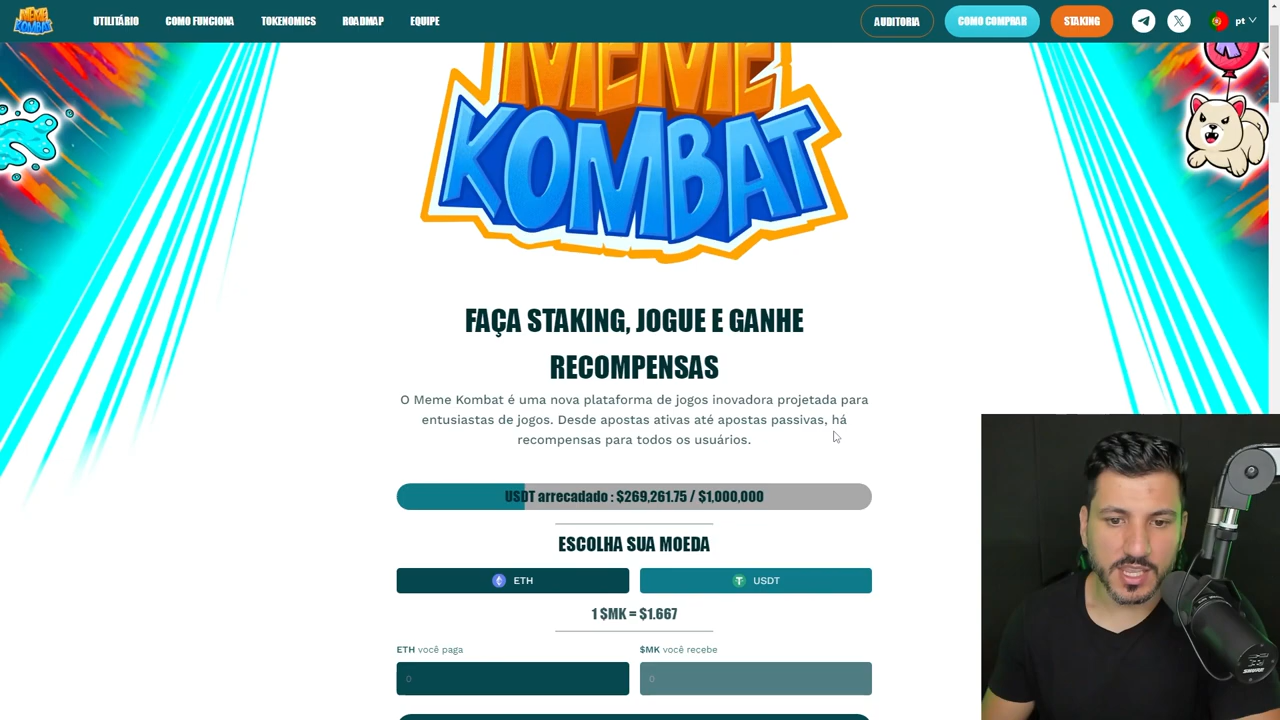 MEME KOMBAT
UTILITÁRIO
COMO FUNCIONA
TOKENOMICS
ROADMAP
EQUIPE
AUDITORIA
COMO COMPRAR
STAKING
pt
MEME
KOMBAT
FAÇA STAKING, JOGUE E GANHE
RECOMPENSAS
O Meme Kombat é uma nova plataforma de jogos inovadora projetada para
entusiastas de jogos. Desde apostas ativas até apostas passivas, há
recompensas para todos os usuários.
USDT arrecadado : $269,261.75 / $1,000,000
ESCOLHA SUA MOEDA
ETH
USDT
1 $MK = $1.667
ETH você paga
$MK você recebe
0
0
SHURE